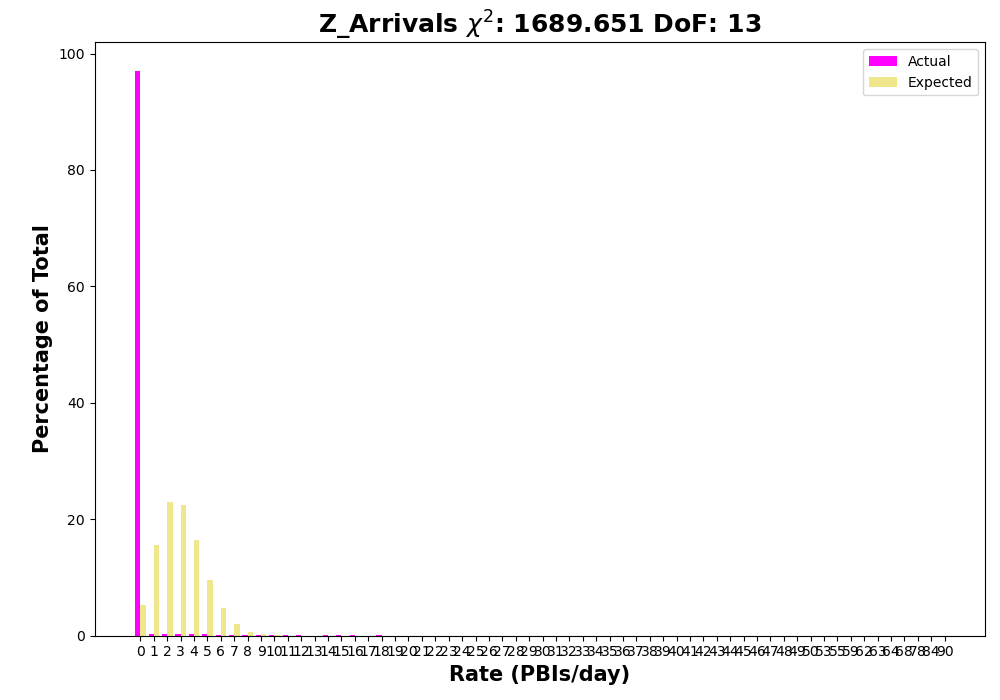 Z_Arrivals χ²: 1689.651 DoF: 13
Actual
Expected
Percentage of Total
100
80
60
40
20
0
0 1 2 3 4 5 6 7 8 9 10 11 12 13 14 15 16 17 18 19 20 21 22 23 24 25 26 27 28 29 30 31 32 33 34 35 36 37 38 39 40 41 42 43 44 45 46 47 48 49 50 53 55 59 62 63 64 68 78 84 90
Rate (PBIs/day)